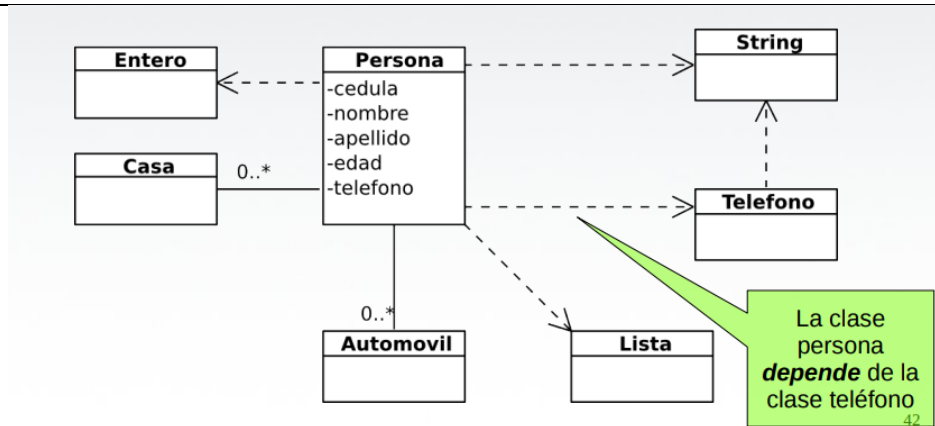 Entero
Persona
-cedula
-nombre
-apellido
-edad
-telefono
String
Casa
0..*
Telefono
0..*
Automovil
Lista
La clase
persona
depende de la
clase teléfono
42